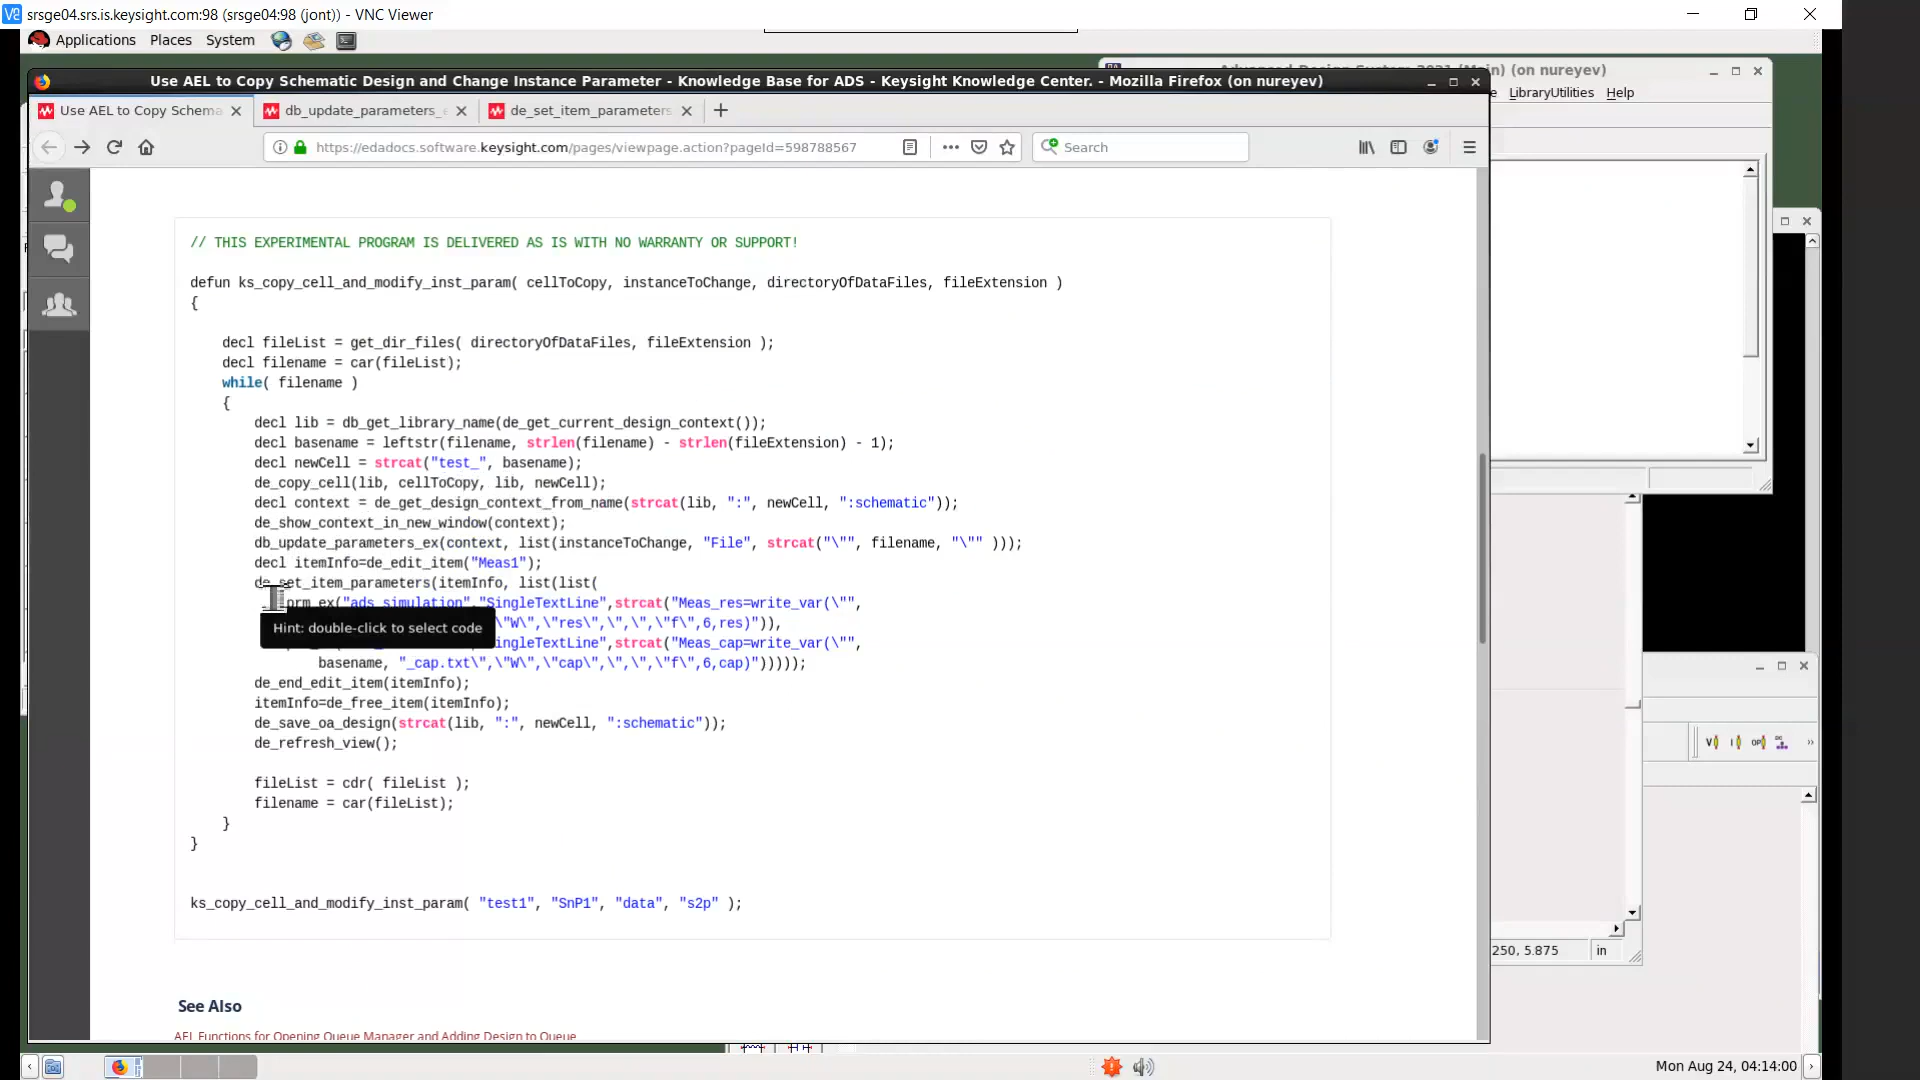 srsge04.srs.is.keysight.com:98 (srsge04:98 (jont)) - VNC Viewer
Applications Places System
Use AEL to Copy Schematic Design and Change Instance Parameter - Knowledge Base for ADS - Keysight Knowledge Center. - Mozilla Firefox (on nureyev)
(Main) (on nureyev)
LibraryUtilities Help
Use AEL to Copy Schema
db_update_parameters_e
de_set_item_parameters
https://edadocs.software.keysight.com/pages/viewpage.action?pageId=598788567
Search
// THIS EXPERIMENTAL PROGRAM IS DELIVERED AS IS WITH NO WARRANTY OR SUPPORT!
defun ks_copy_cell_and_modify_inst_param( cellToCopy, instanceToChange, directoryOfDataFiles, fileExtension )
{
decl fileList = get_dir_files( directoryOfDataFiles, fileExtension );
decl filename = car(fileList);
while( filename )
{
decl lib = db_get_library_name(de_get_current_design_context());
decl basename = leftstr(filename, strlen(filename) - strlen(fileExtension) - 1);
decl newCell = strcat("test_", basename);
de_copy_cell(lib, cellToCopy, lib, newCell);
decl context = de_get_design_context_from_name(strcat(lib, ":", newCell, ":schematic"));
de_show_context_in_new_window(context);
db_update_parameters_ex(context, list(instanceToChange, "File", strcat("\"", filename, "\"" )));
decl itemInfo=de_edit_item("Meas1");
de_set_item_parameters(itemInfo, list(list(
prm_ex("ads_simulation","SingleTextLine",strcat("Meas_res=write_var(\"",
\"W\",\"res\",\",\",\"f\",6,res)")),
ingleTextLine",strcat("Meas_cap=write_var(\"",
basename, "_cap.txt\",\"W\",\"cap\",\",\",\"f\",6,cap)")))));
Hint: double-click to select code
de_end_edit_item(itemInfo);
itemInfo=de_free_item(itemInfo);
de_save_oa_design(strcat(lib, ":", newCell, ":schematic"));
de_refresh_view();
fileList = cdr( fileList );
filename = car(fileList);
}
}
ks_copy_cell_and_modify_inst_param( "test1", "SnP1", "data", "s2p" );
250, 5.875 in
See Also
AEL Functions for Opening Queue Manager and Adding Design to Queue
Mon Aug 24, 04:14:00